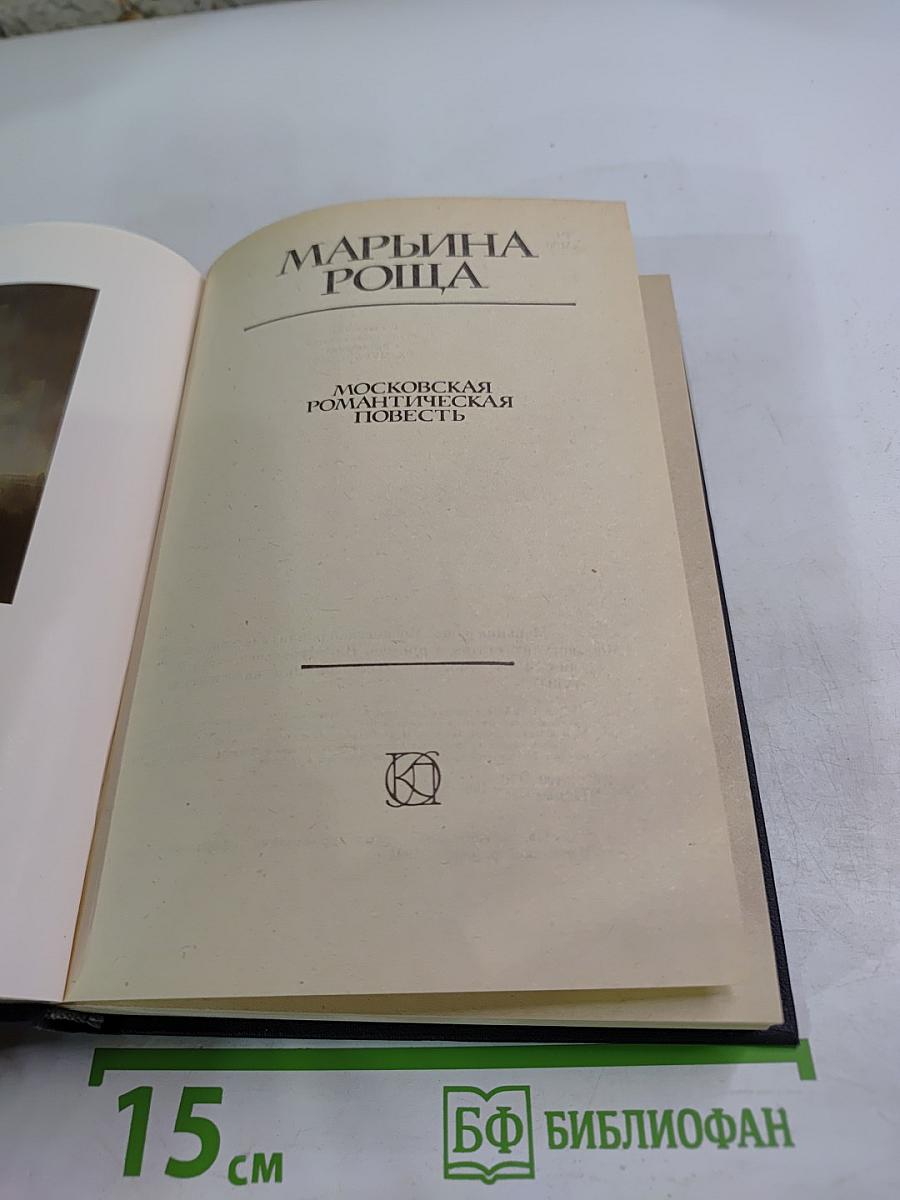 МАРЬИНА
РОЩА
МОСКОВСКАЯ
РОМАНТИЧЕСКАЯ
ПОВЕСТЬ
15 см
БФ БИБЛИОФАН